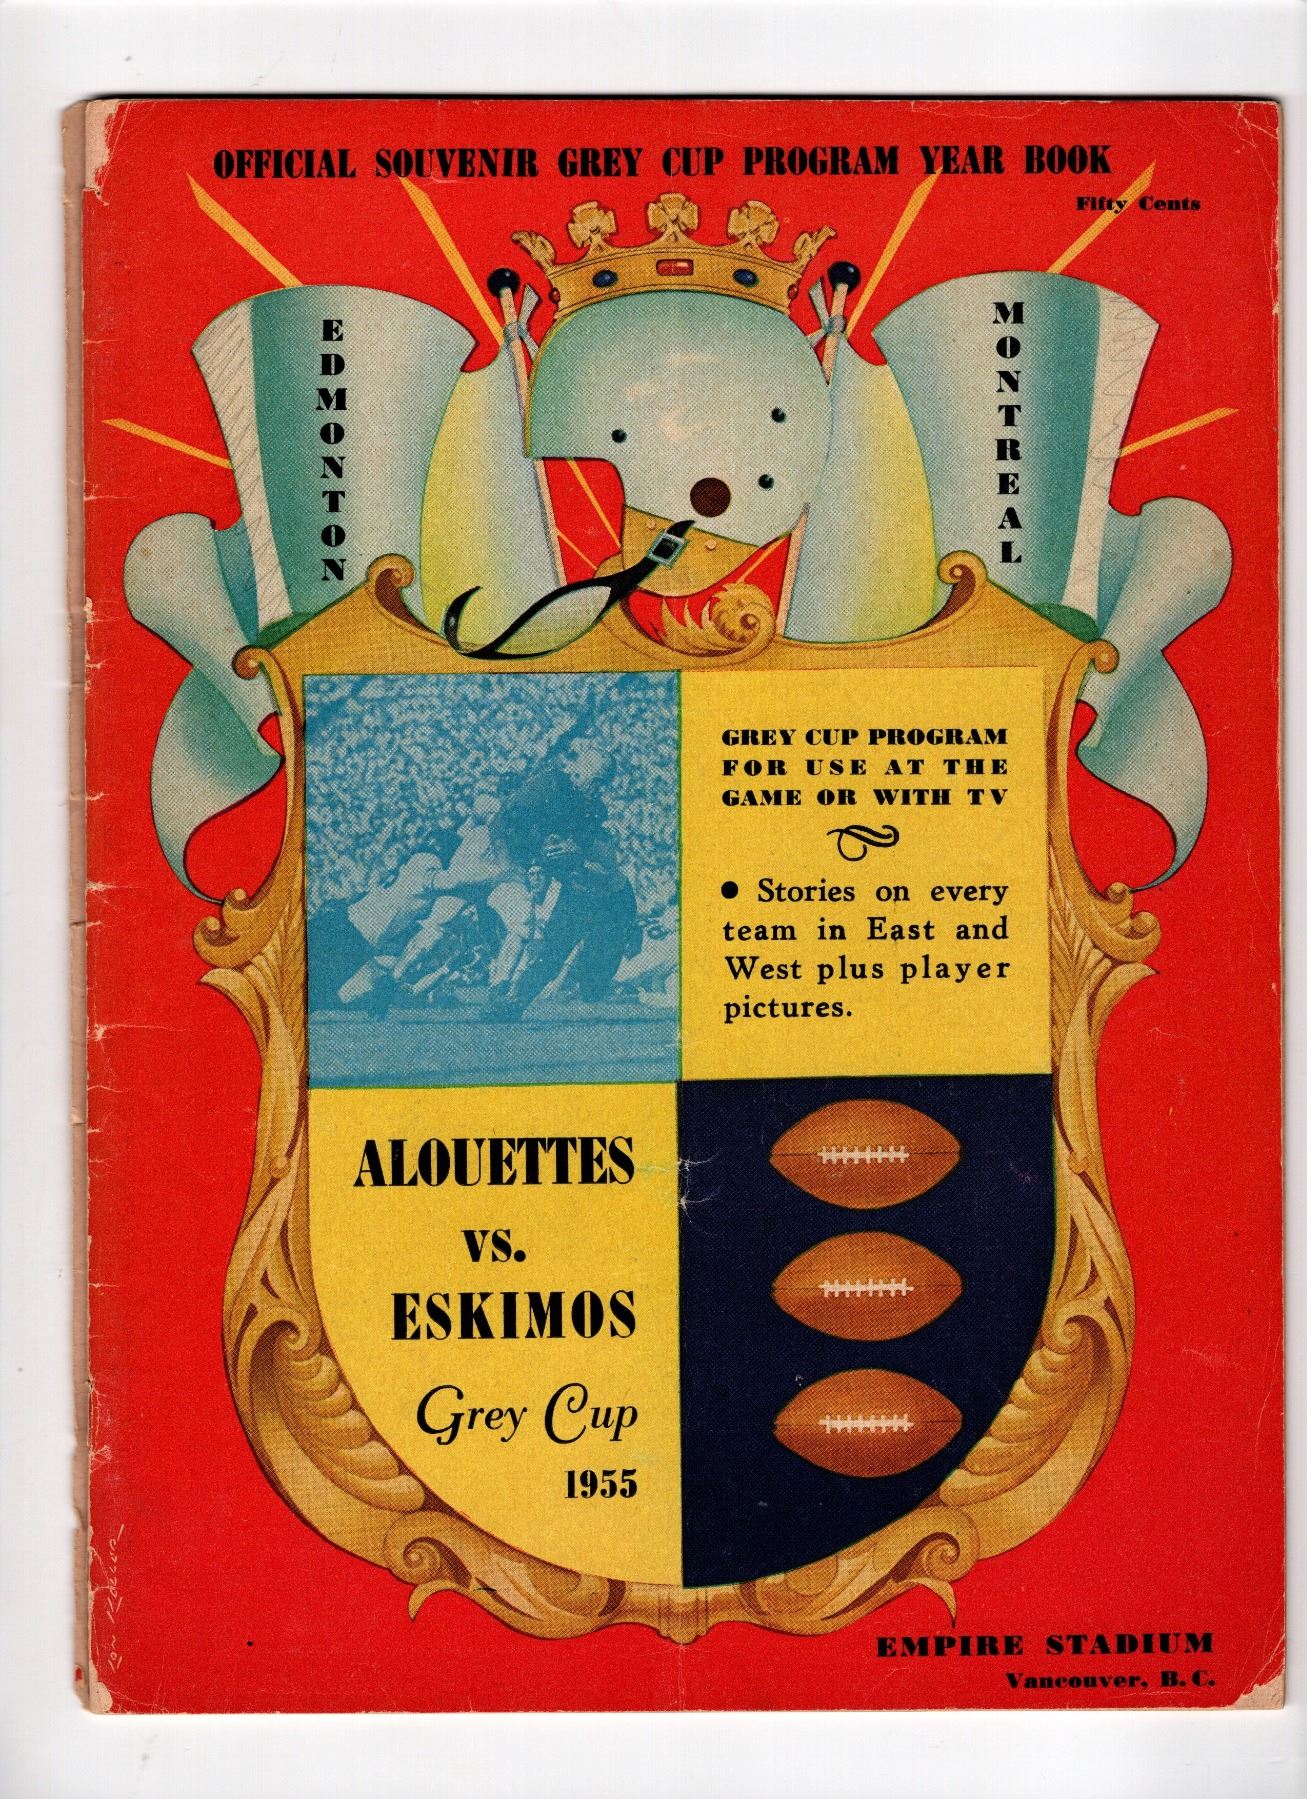 OFFICIAL SOUVENIR GREY CUP PROGRAM YEAR BOOK
Fifty Cents
EDMONTON
MONTREAL
GREY CUP PROGRAM
FOR USE AT THE
GAME OR WITH TV
● Stories on every
team in East and
West plus player
pictures.
ALOUETTES
vs.
ESKIMOS
Grey Cup
1955
EMPIRE STADIUM
Vancouver, B.C.